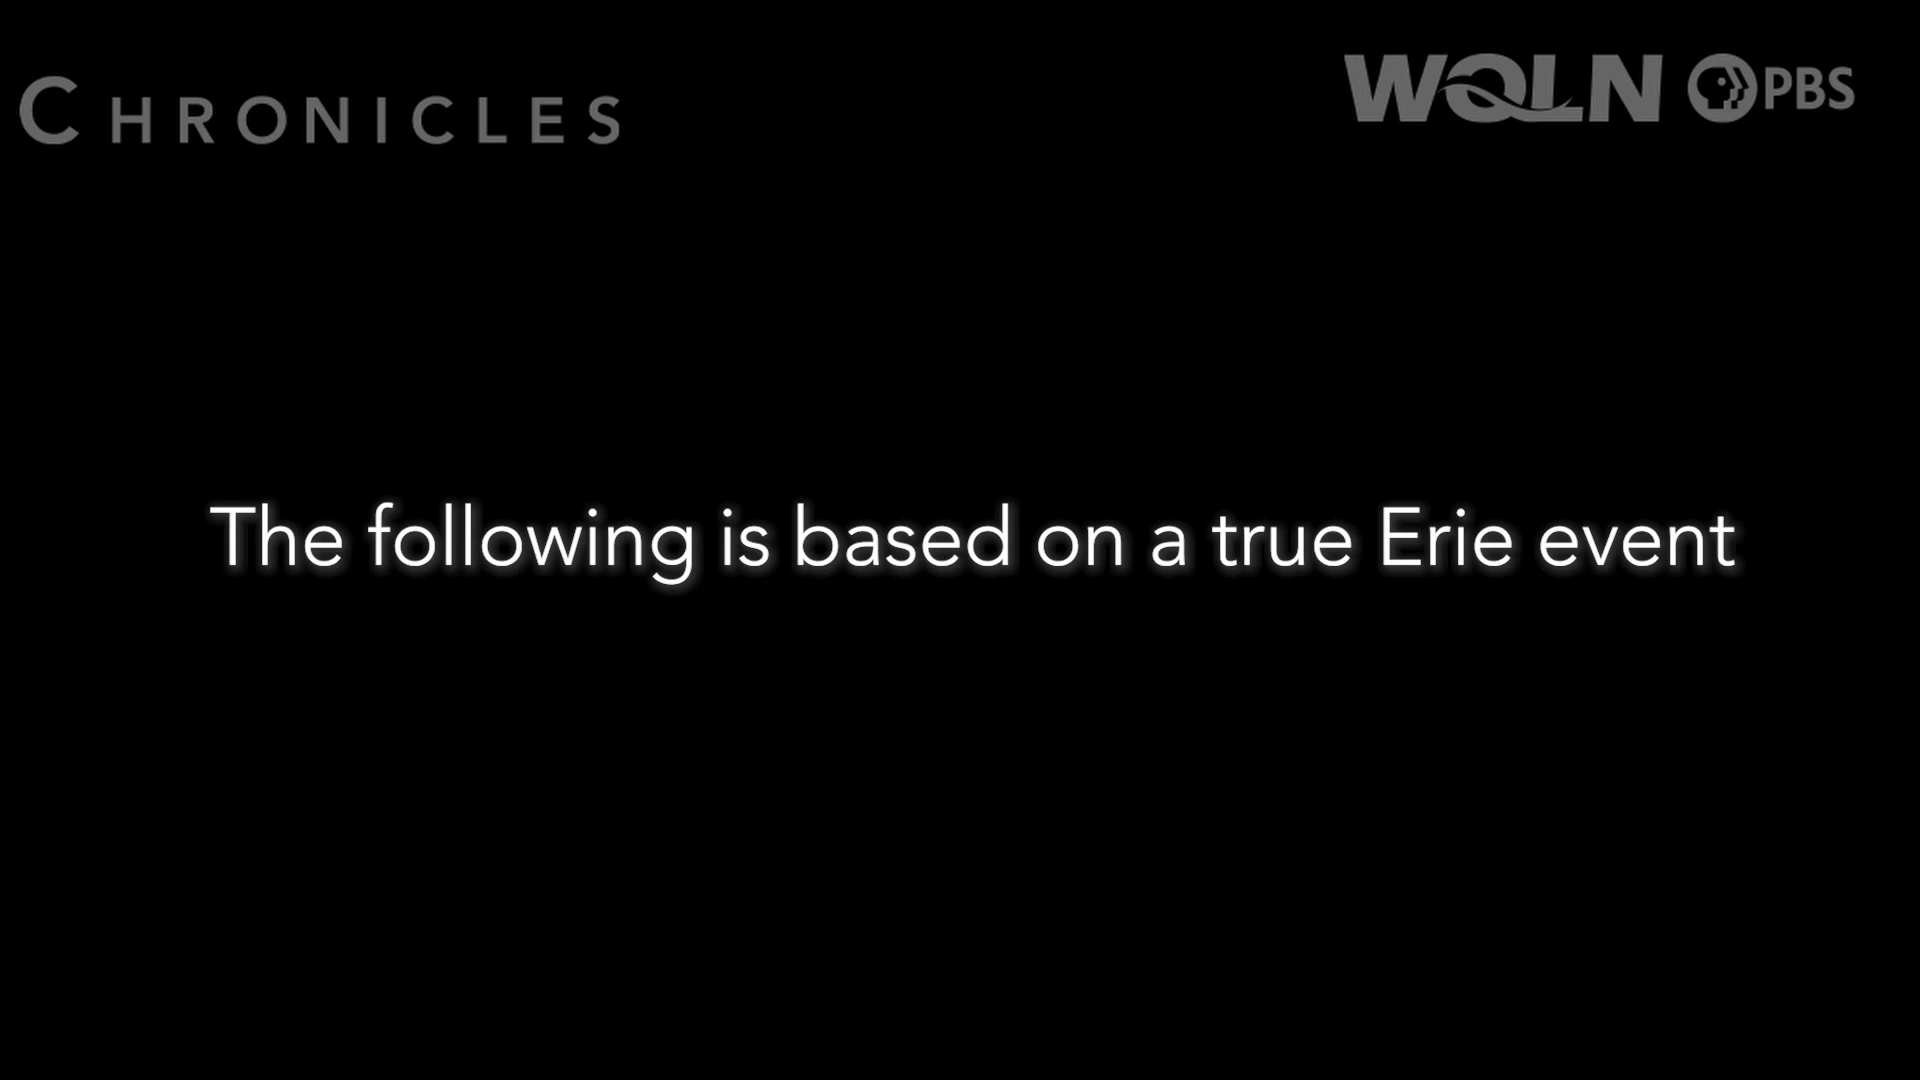 CHRONICLES
WQLN PBS
The following is based on a true Erie event